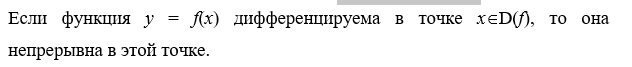 Если функция y = f(x) дифференцируема в точке x∈D(f), то она
непрерывна в этой точке.